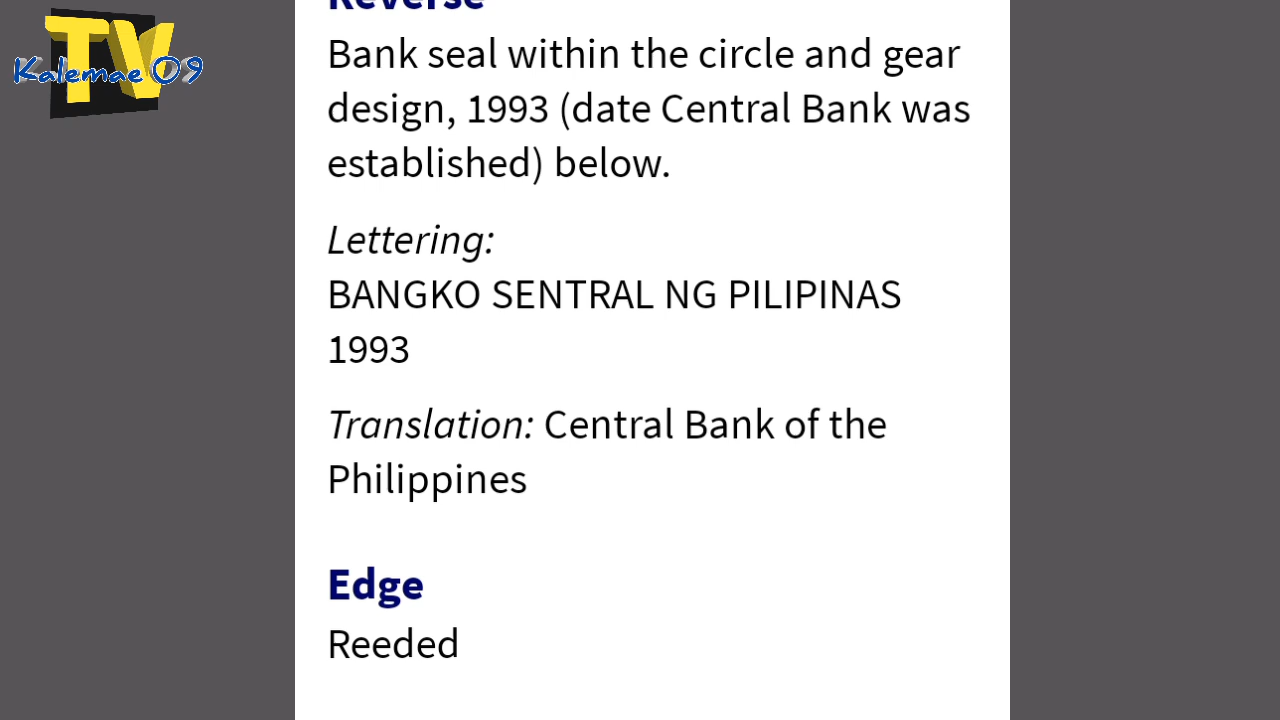 TV
Kalemae 09
Reverse
Bank seal within the circle and gear
design, 1993 (date Central Bank was
established) below.
Lettering:
BANGKO SENTRAL NG PILIPINAS
1993
Translation: Central Bank of the
Philippines
Edge
Reeded